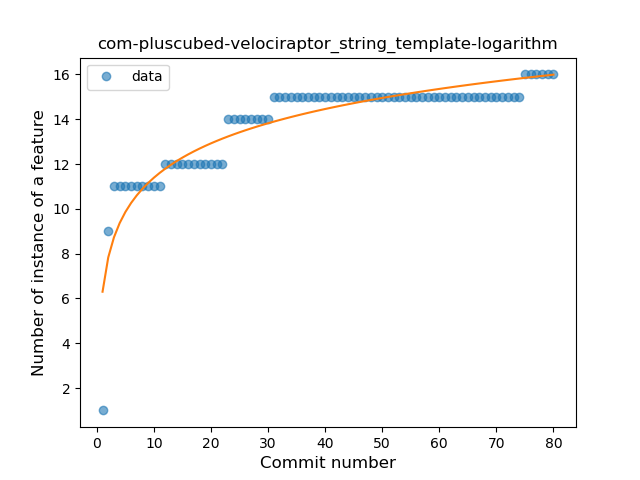 com-pluscubed-velociraptor_string_template-logarithm
data
Number of instance of a feature
16
14
12
10
8
6
4
2
0 10 20 30 40 50 60 70 80
Commit number